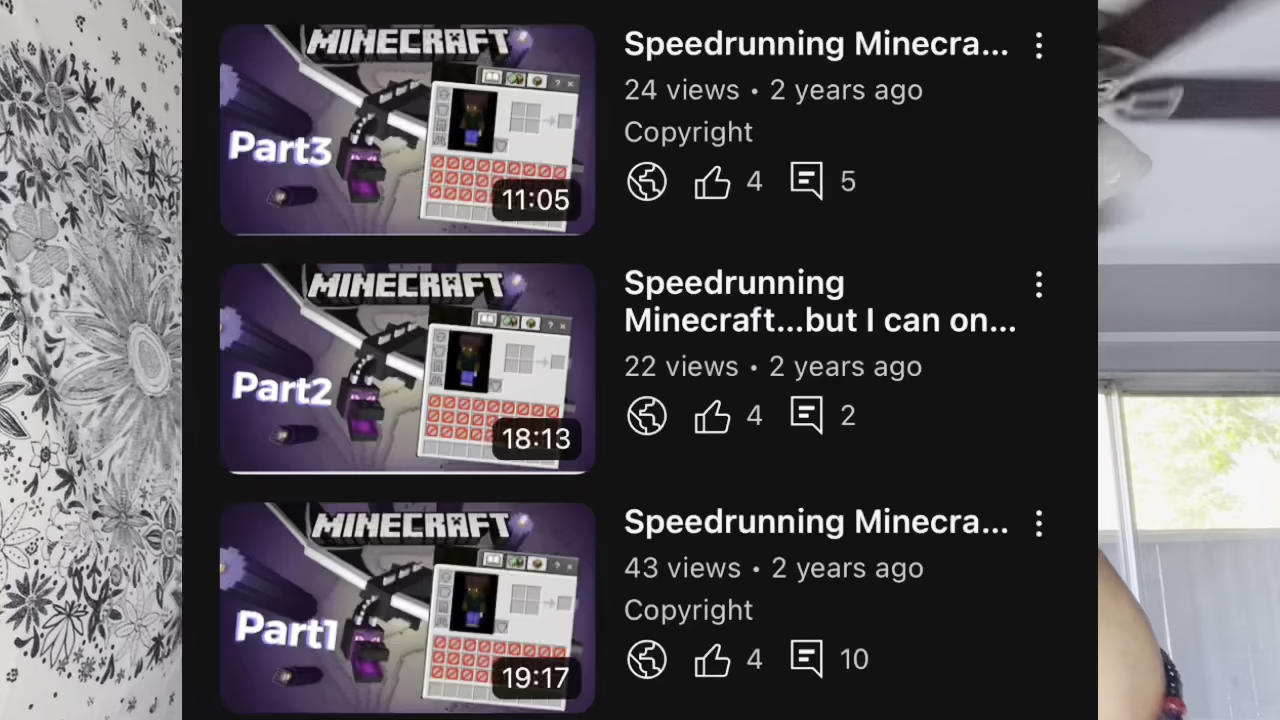 MINECRAFT
Part3
11:05
Speedrunning Minecra...
24 views • 2 years ago
Copyright
4
5
MINECRAFT
Part2
18:13
Speedrunning
Minecraft...but I can on...
22 views • 2 years ago
4
2
MINECRAFT
Part1
19:17
Speedrunning Minecra...
43 views • 2 years ago
Copyright
4
10